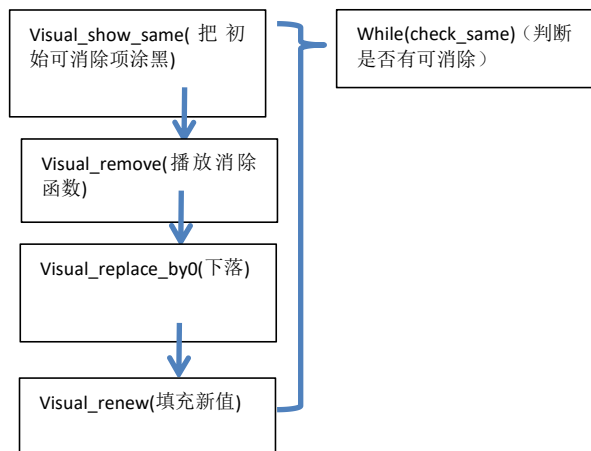 Visual_show_same(把初
始可消除项涂黑)
While(check_same)（判断
是否有可消除）
Visual_remove(播放消除
函数)
Visual_replace_by0(下落)
Visual_renew(填充新值)